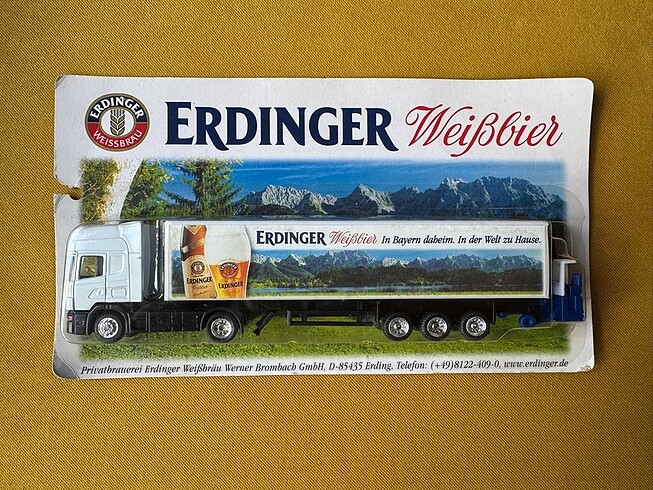 ERDINGER
WEISSBRÄU
ERDINGER Weißbier
ERDINGER Weißbier In Bayern daheim. In der Welt zu Hause.
ERDINGER
ERDINGER
Privatbrauerei Erdinger Weißbräu Werner Brombach GmbH, D-85435 Erding, Telefon: (+49)8122-409-0, www.erdinger.de